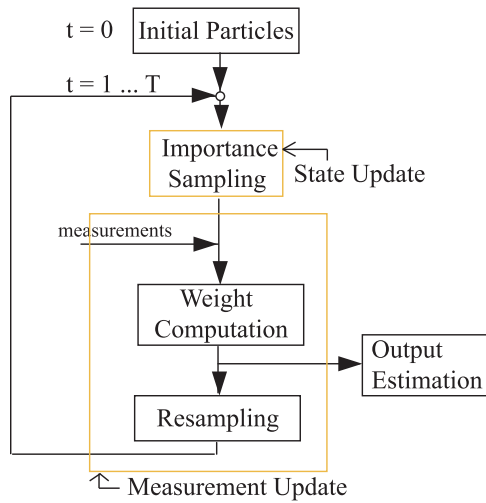 t = 0
Initial Particles
t = 1 ... T
Importance
Sampling
State Update
measurements
Weight
Computation
Output
Estimation
Resampling
Measurement Update